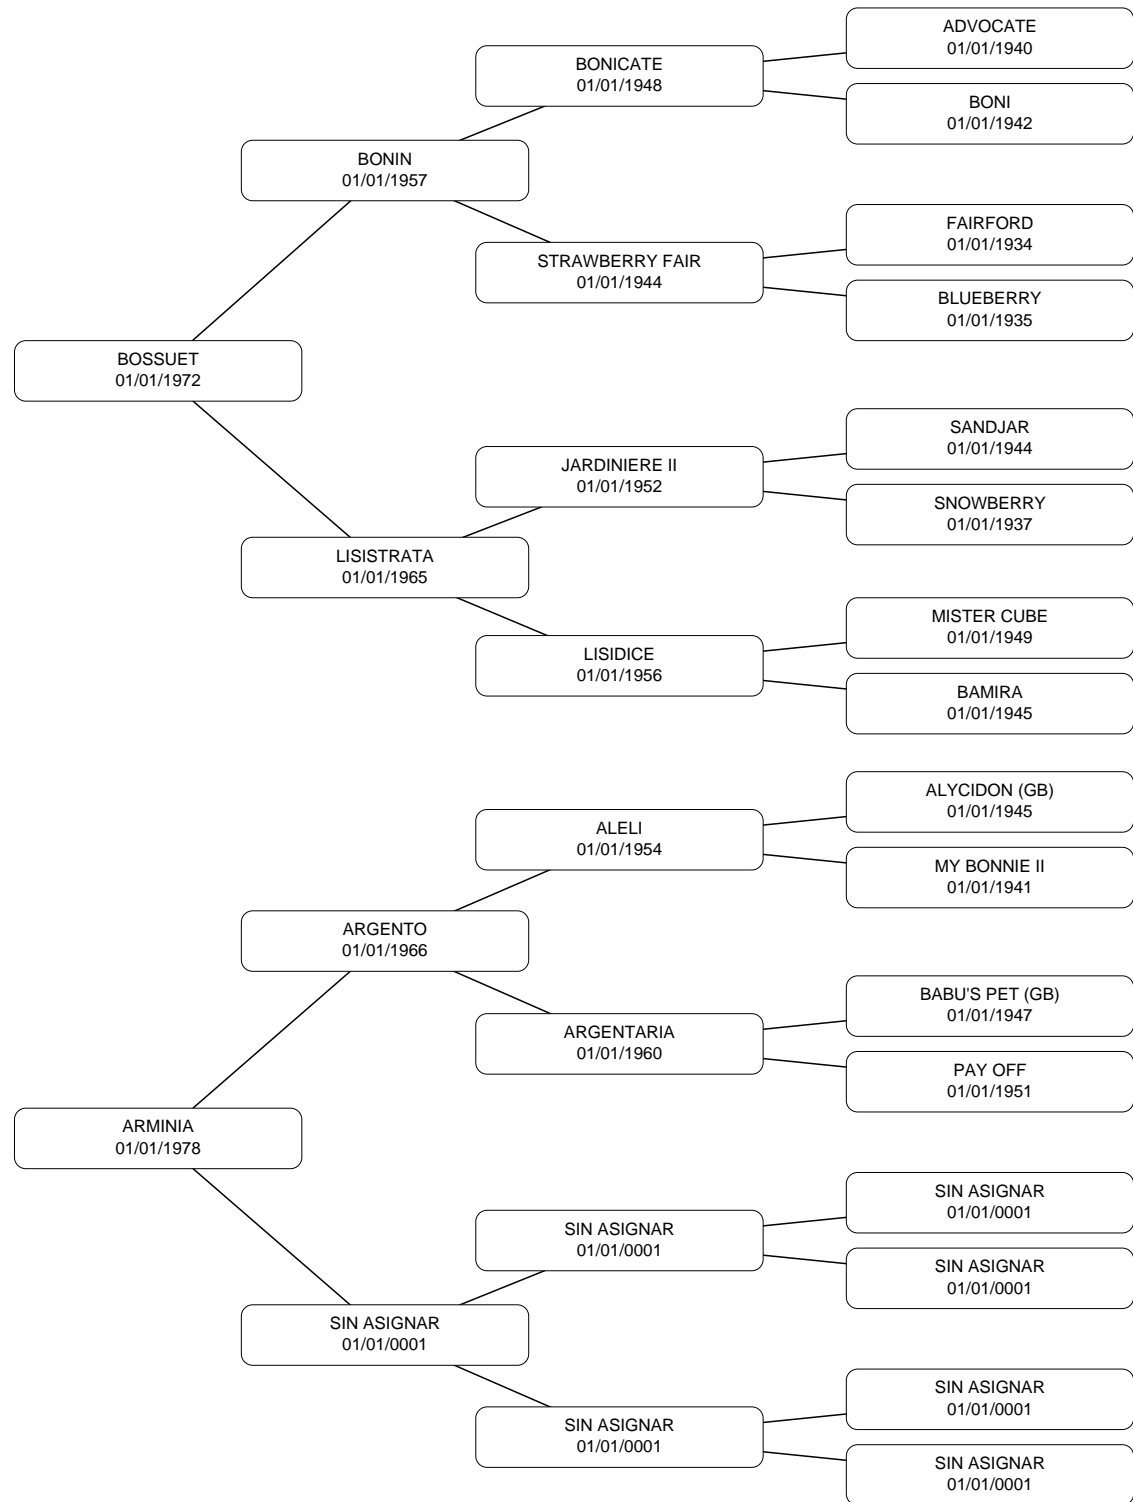 ADVOCATE
01/01/1940
BONICATE
01/01/1948
BONI
01/01/1942
BONIN
01/01/1957
FAIRFORD
01/01/1934
STRAWBERRY FAIR
01/01/1944
BLUEBERRY
01/01/1935
BOSSUET
01/01/1972
SANDJAR
01/01/1944
JARDINIERE II
01/01/1952
SNOWBERRY
01/01/1937
LISISTRATA
01/01/1965
MISTER CUBE
01/01/1949
LISIDICE
01/01/1956
BAMIRA
01/01/1945
ALYCIDON (GB)
01/01/1945
ALELI
01/01/1954
MY BONNIE II
01/01/1941
ARGENTO
01/01/1966
BABU'S PET (GB)
01/01/1947
ARGENTARIA
01/01/1960
PAY OFF
01/01/1951
ARMINIA
01/01/1978
SIN ASIGNAR
01/01/0001
SIN ASIGNAR
01/01/0001
SIN ASIGNAR
01/01/0001
SIN ASIGNAR
01/01/0001
SIN ASIGNAR
01/01/0001
SIN ASIGNAR
01/01/0001
SIN ASIGNAR
01/01/0001